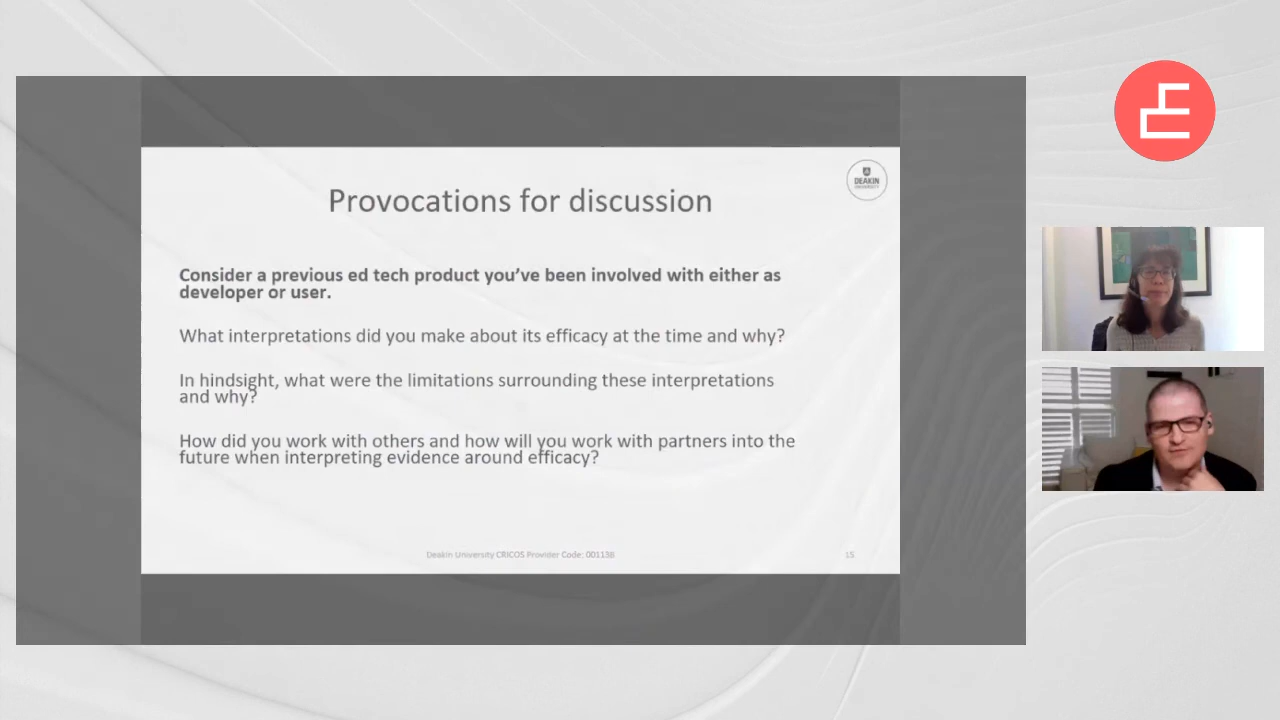 DEAKIN
UNIVERSITY
Provocations for discussion
Consider a previous ed tech product you've been involved with either as
developer or user.
What interpretations did you make about its efficacy at the time and why?
In hindsight, what were the limitations surrounding these interpretations
and why?
How did you work with others and how will you work with partners into the
future when interpreting evidence around efficacy?
Deakin University CRICOS Provider Code: 00113B
15